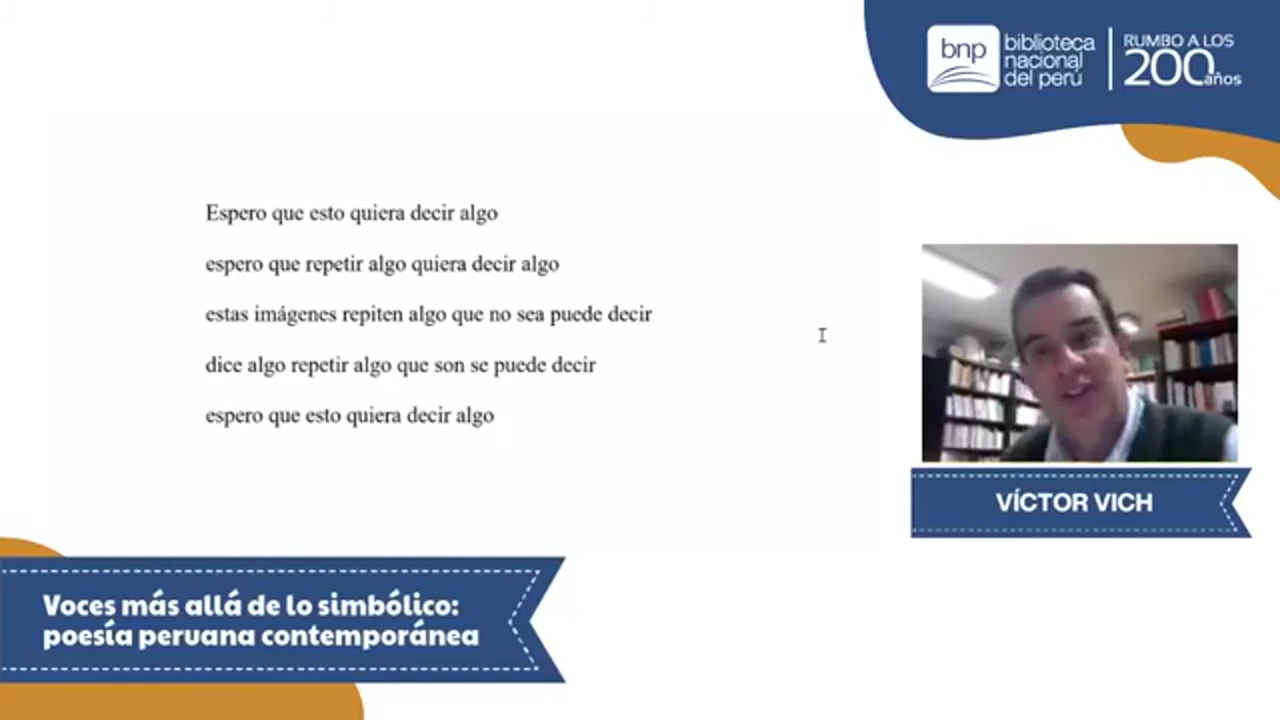 bnp
biblioteca
nacional
del perú
RUMBO A LOS
200
años
Espero que esto quiera decir algo
espero que repetir algo quiera decir algo
estas imágenes repiten algo que no sea puede decir
dice algo repetir algo que son se puede decir
espero que esto quiera decir algo
VÍCTOR VICH
Voces más allá de lo simbólico:
poesía peruana contemporánea